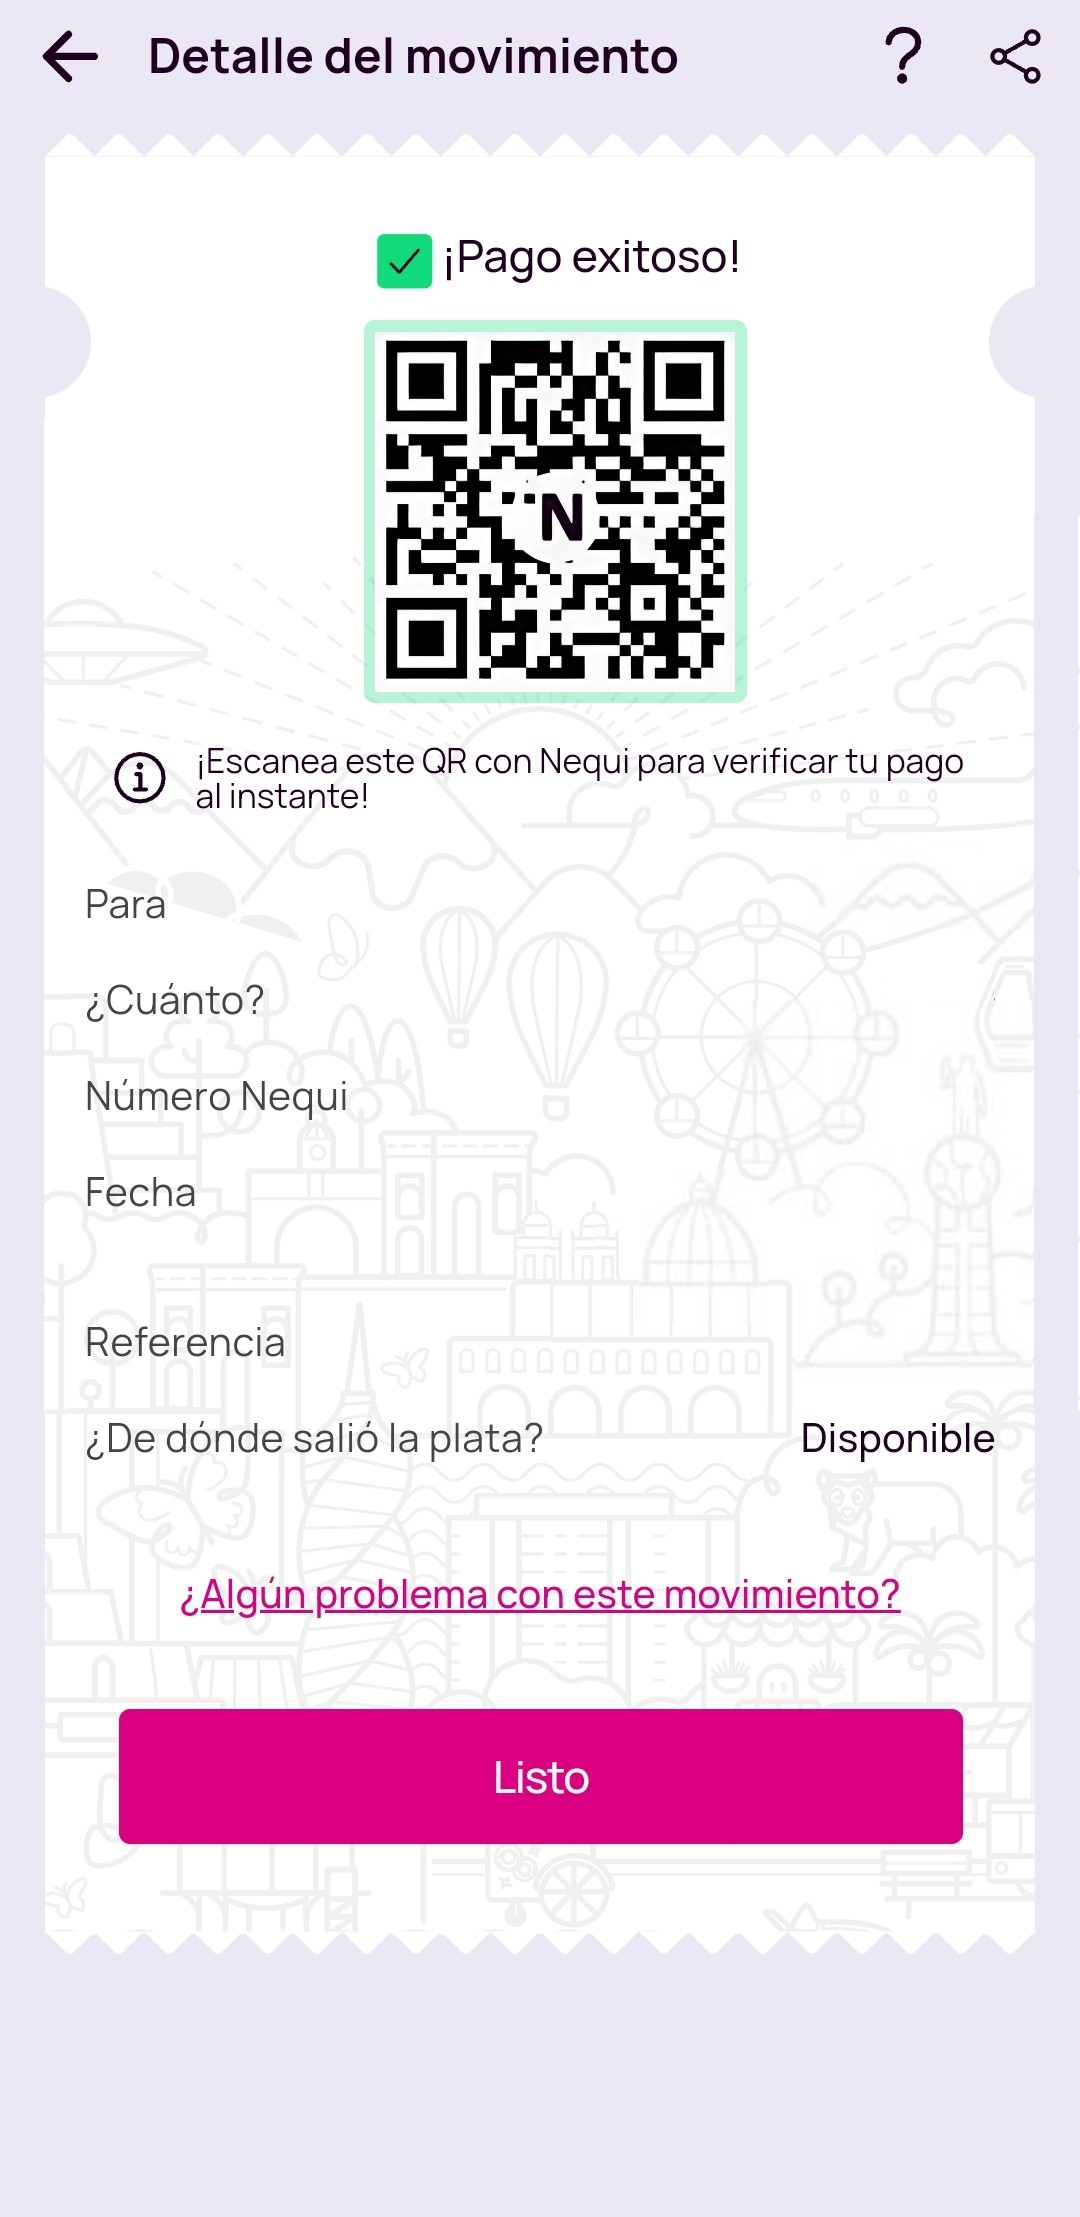 Detalle del movimiento
¡Pago exitoso!
N
¡Escanea este QR con Nequi para verificar tu pago
al instante!
Para
¿Cuánto?
Número Nequi
Fecha
Referencia
¿De dónde salió la plata? Disponible
¿Algún problema con este movimiento?
Listo